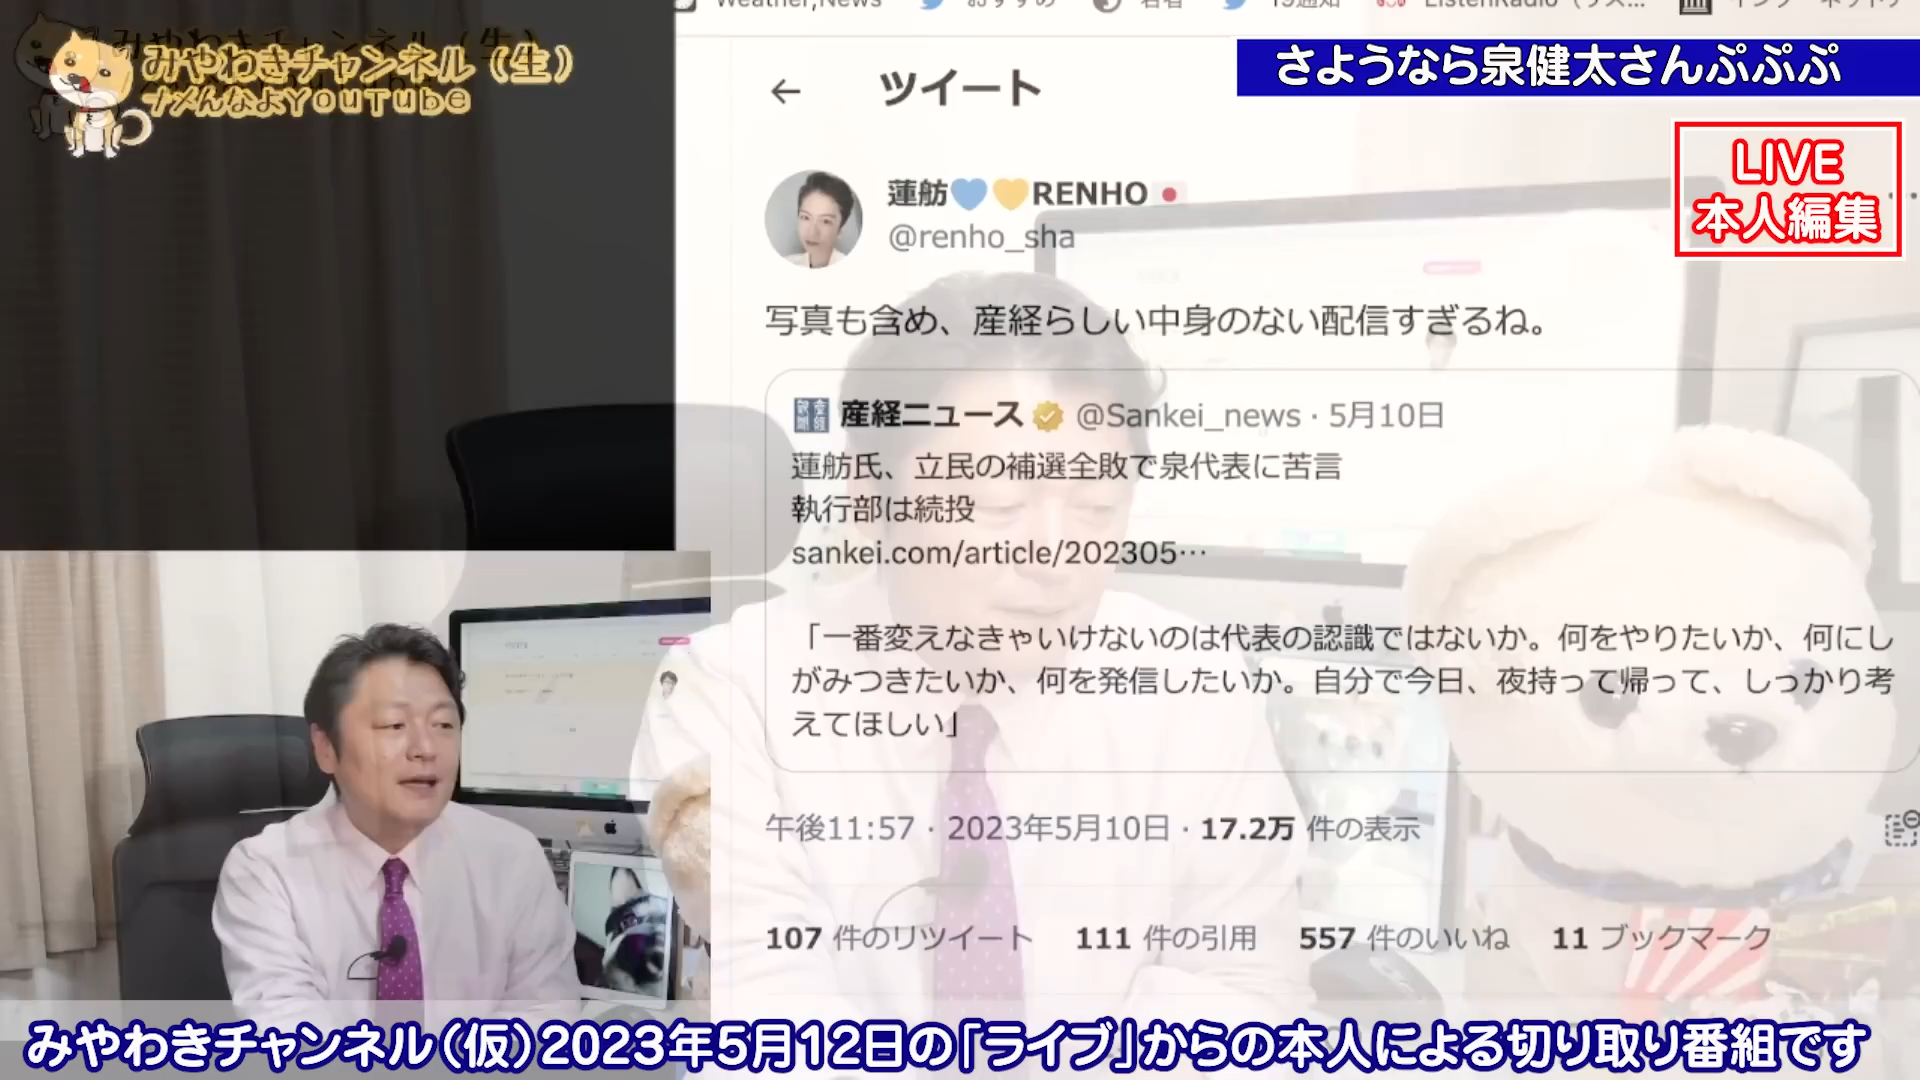 みやわきチャンネル（生）
ナメんなよYouTube
Weather,News
さようなら泉健太さんぷぷぷ
LIVE
本人編集
← ツイート
蓮舫💙💛RENHO🇯🇵
@renho_sha
写真も含め、産経らしい中身のない配信すぎるね。
産経ニュース @Sankei_news · 5月10日
蓮舫氏、立民の補選全敗で泉代表に苦言
執行部は続投
sankei.com/article/202305…
「一番変えなきゃいけないのは代表の認識ではないか。何をやりたいか、何にし
がみつきたいか、何を発信したいか。自分で今日、夜持って帰って、しっかり考
えてほしい」
午後11:57 · 2023年5月10日 · 17.2万 件の表示
107 件のリツイート 111 件の引用 557 件のいいね 11 ブックマーク
みやわきチャンネル（仮）2023年5月12日の「ライブ」からの本人による切り取り番組です